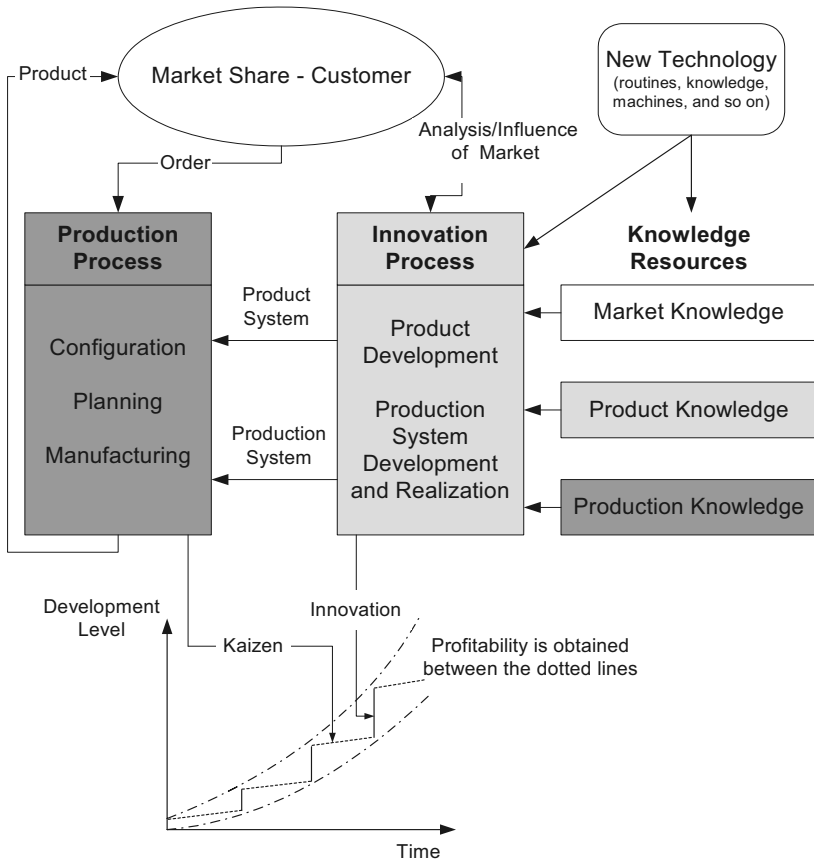 Product
Market Share - Customer
New Technology
(routines, knowledge,
machines, and so on)
Analysis/Influence
of Market
Order
Production
Process
Innovation
Process
Knowledge
Resources
Product
System
Market Knowledge
Configuration
Planning
Manufacturing
Product
Development
Product Knowledge
Production
System
Production
System
Development
and Realization
Production Knowledge
Development
Level
Innovation
Kaizen
Profitability is obtained
between the dotted lines
Time